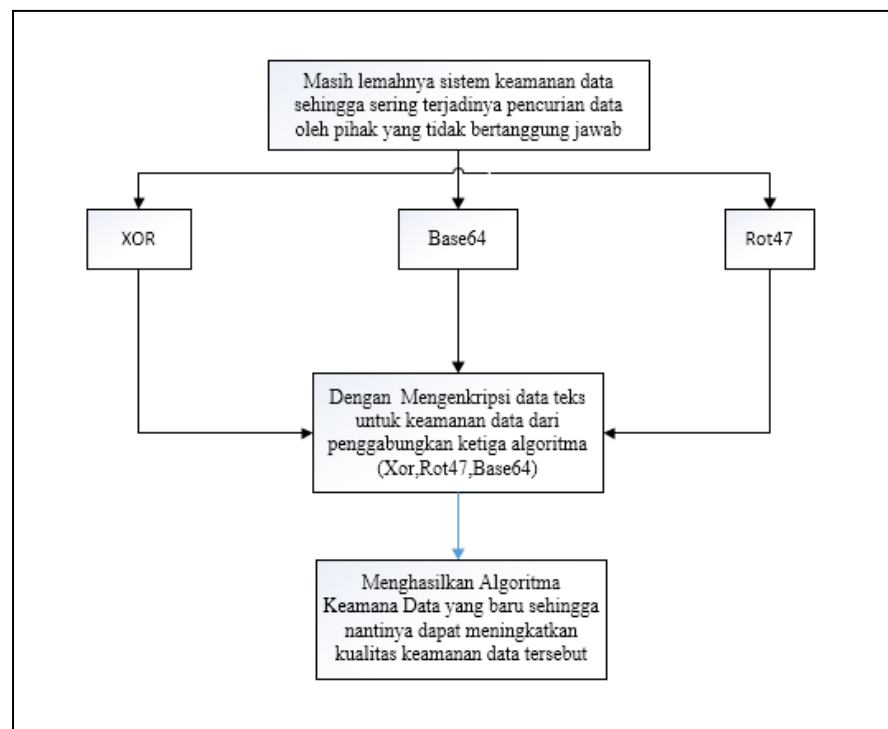 Masih lemahnya sistem keamanan data
sehingga sering terjadinya pencurian data
oleh pihak yang tidak bertanggung jawab
XOR
Base64
Rot47
Dengan Mengenkripsi data teks
untuk keamanan data dari
penggabungkan ketiga algoritma
(Xor,Rot47,Base64)
Menghasilkan Algoritma
Keamana Data yang baru sehingga
nantinya dapat meningkatkan
kualitas keamanan data tersebut